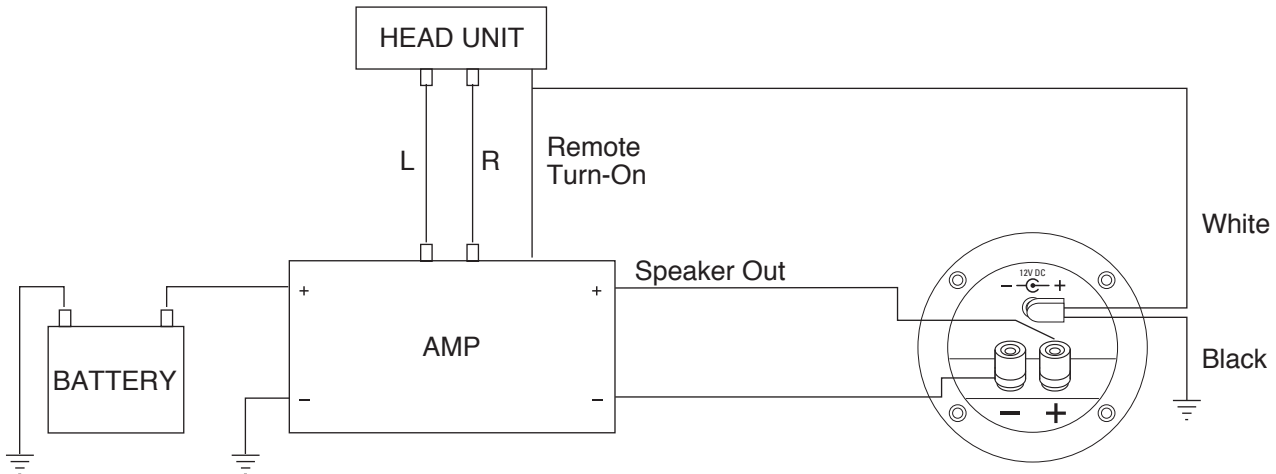 HEAD UNIT
L
R
Remote
Turn-On
White
Speaker Out
12V DC
− +
+
+
AMP
BATTERY
Black
−
−
− +